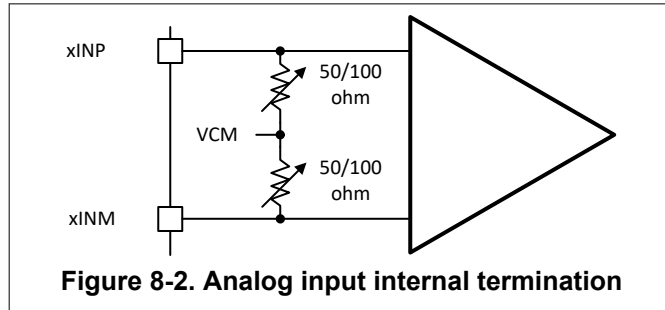 xINP
50/100
ohm
VCM
50/100
ohm
xINM
Figure 8-2. Analog input internal termination